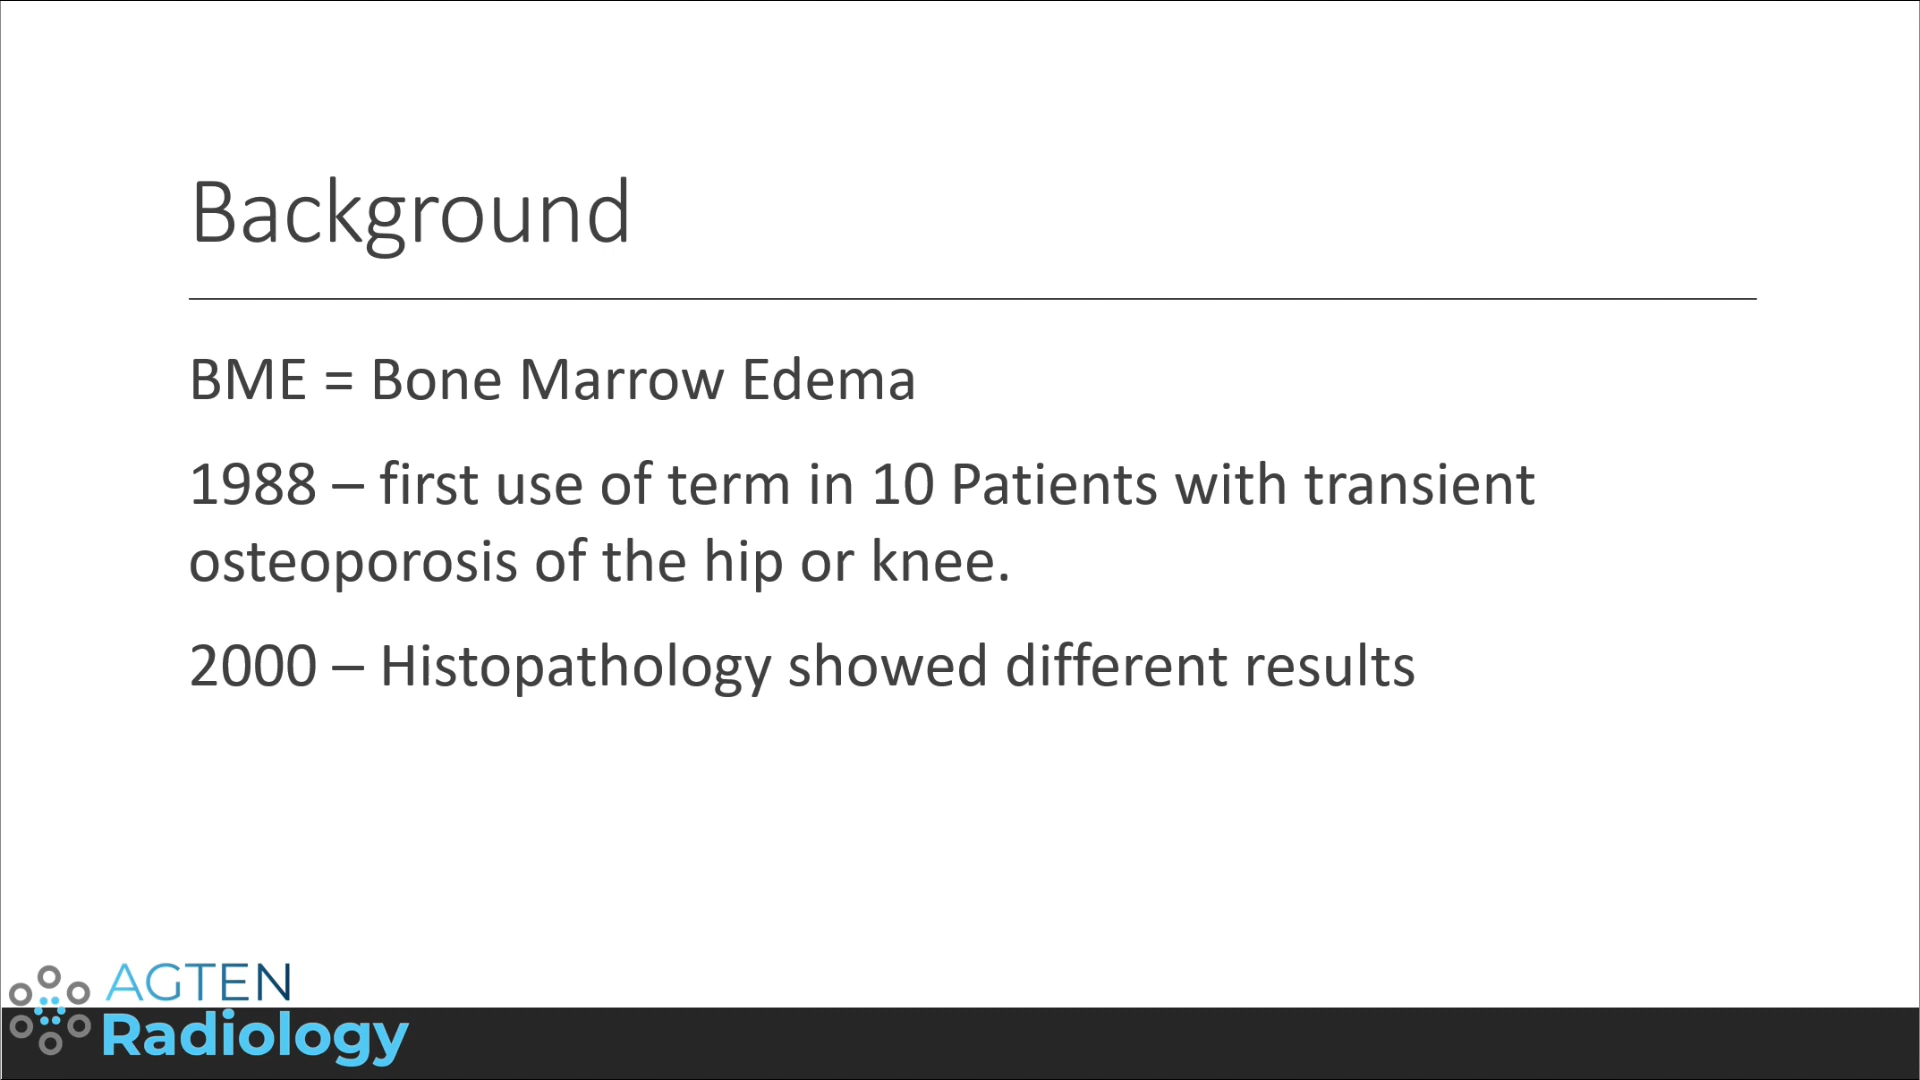 Background
BME = Bone Marrow Edema
1988 – first use of term in 10 Patients with transient
osteoporosis of the hip or knee.
2000 – Histopathology showed different results
AGTEN
Radiology